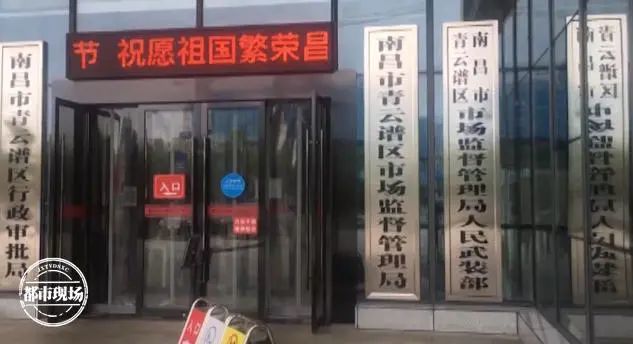 节 祝愿祖国繁荣昌
南昌市青云谱区行政审批局
入口
南昌市青云谱区市场监督管理局
南昌市
青云谱区
市场监督管理局人民武装部
JXTVDSXC
都市现场